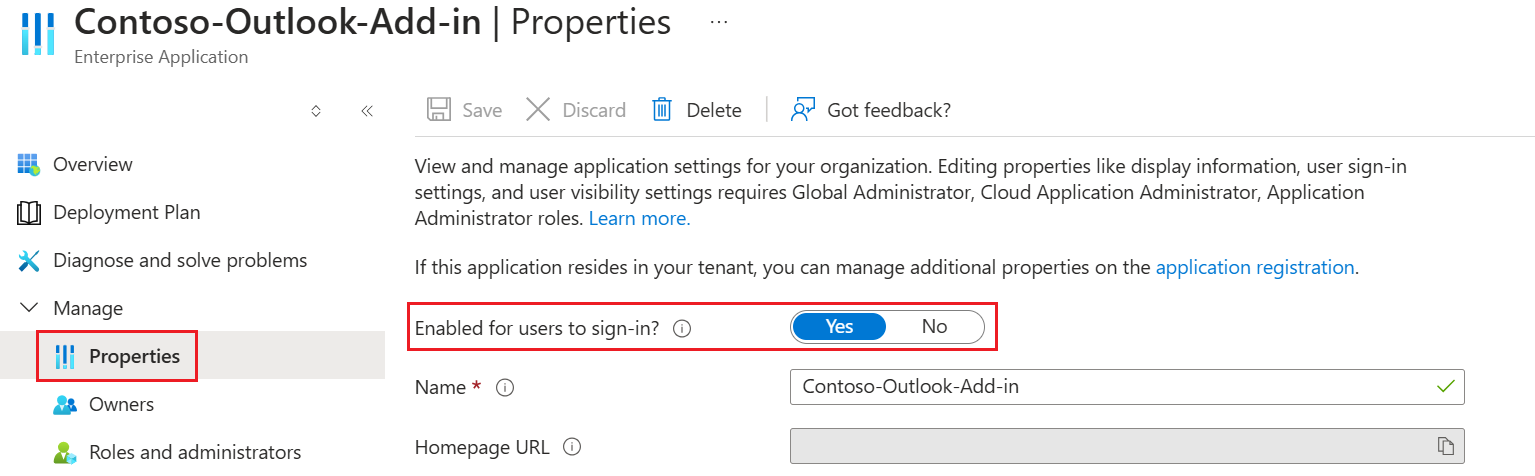 Contoso-Outlook-Add-in | Properties ...
Enterprise Application
Save Discard Delete Got feedback?
Overview
Deployment Plan
Diagnose and solve problems
Manage
Properties
Owners
Roles and administrators
View and manage application settings for your organization. Editing properties like display information, user sign-in
settings, and user visibility settings requires Global Administrator, Cloud Application Administrator, Application
Administrator roles. Learn more.
If this application resides in your tenant, you can manage additional properties on the application registration.
Enabled for users to sign-in? Yes No
Name * Contoso-Outlook-Add-in
Homepage URL